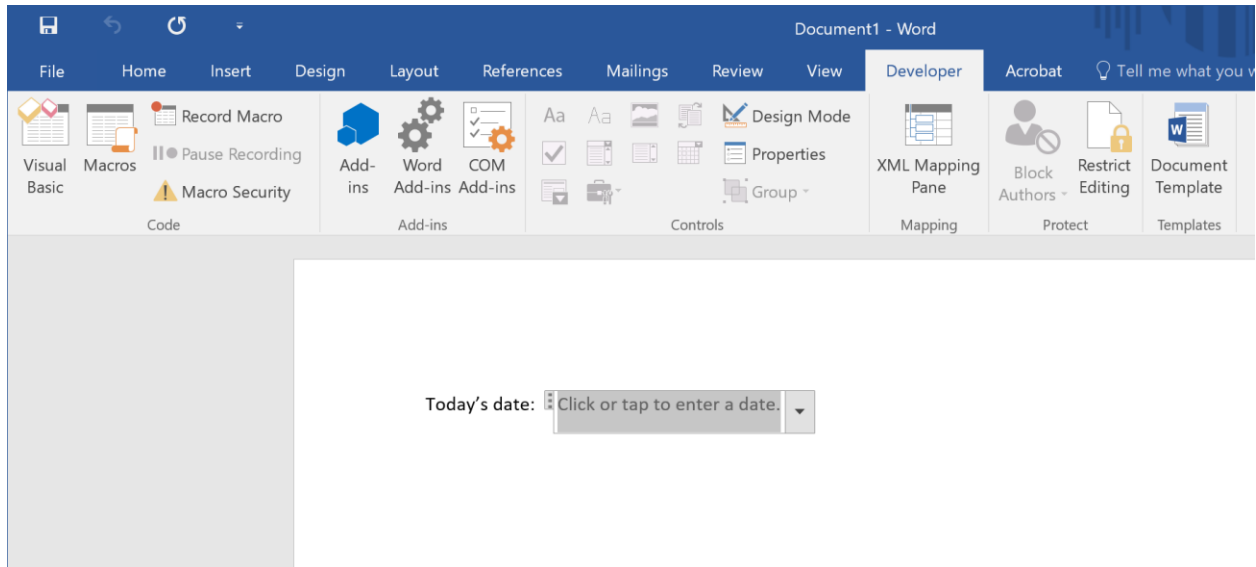 Document1 - Word
File Home Insert Design Layout References Mailings Review View Developer Acrobat Tell me what you w
Aa Aa
Record Macro
Design Mode
Pause Recording
Properties
Visual Basic Macros Add-ins Word Add-ins COM Add-ins XML Mapping Pane Block Authors Restrict Editing Document Template
Macro Security
Group
Code Add-ins Controls Mapping Protect Templates
Today's date: Click or tap to enter a date.